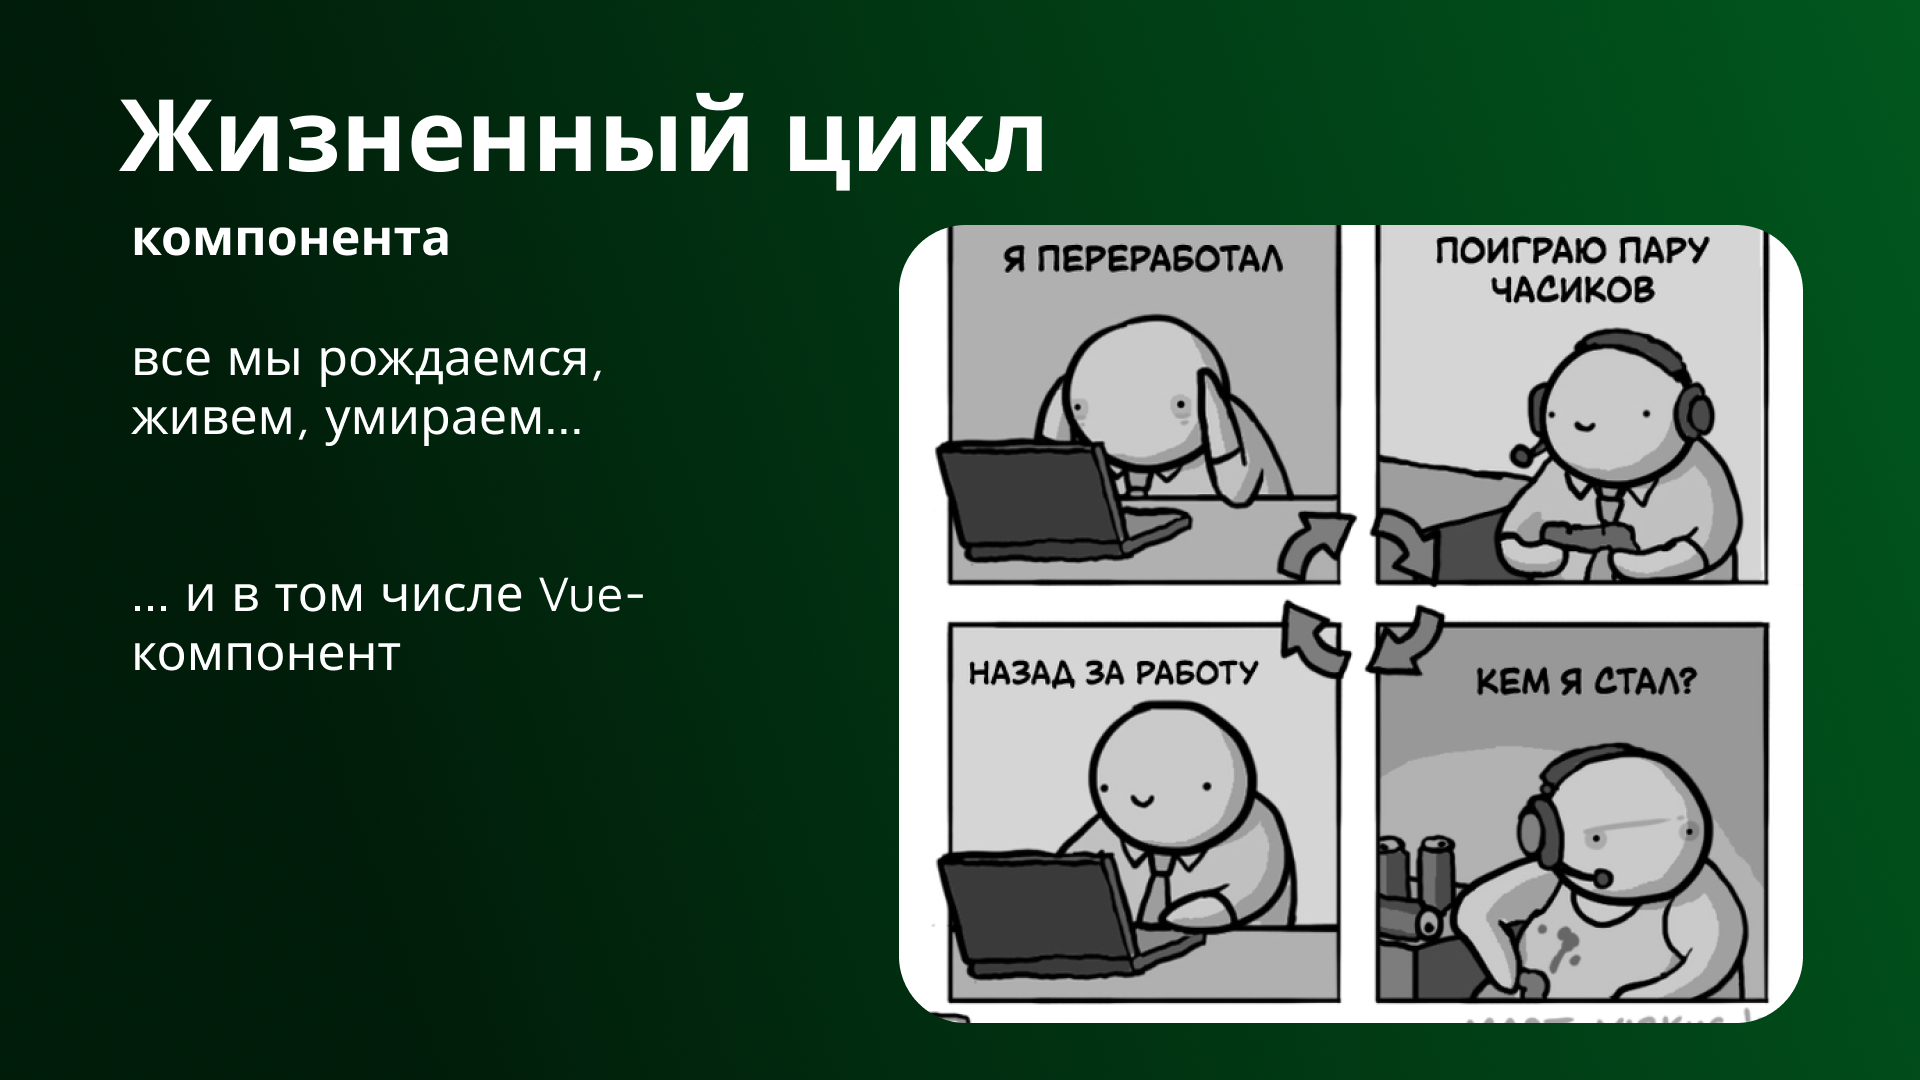 Жизненный цикл
компонента
все мы рождаемся,
живем, умираем...
... и в том числе Vue-
компонент
Я ПЕРЕРАБОТАЛ
ПОИГРАЮ ПАРУ
ЧАСИКОВ
НАЗАД ЗА РАБОТУ
КЕМ Я СТАЛ?